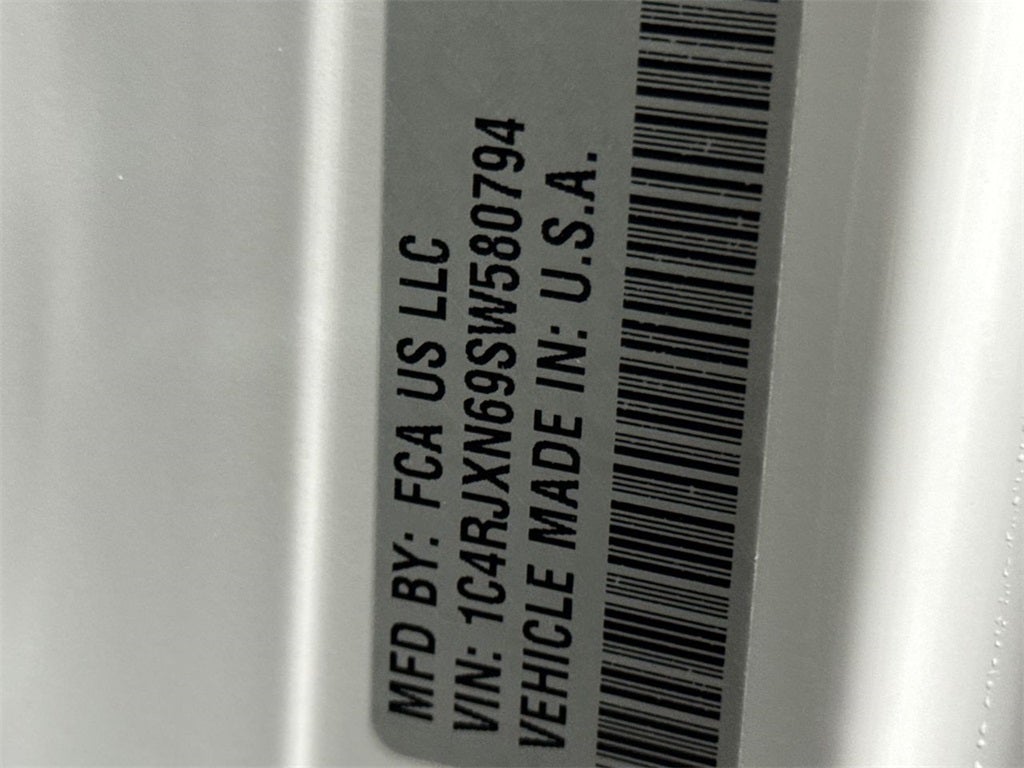 MFD BY: FCA US LLC
VIN: 1C4RJXN69SW580794
VEHICLE MADE IN: U.S.A.